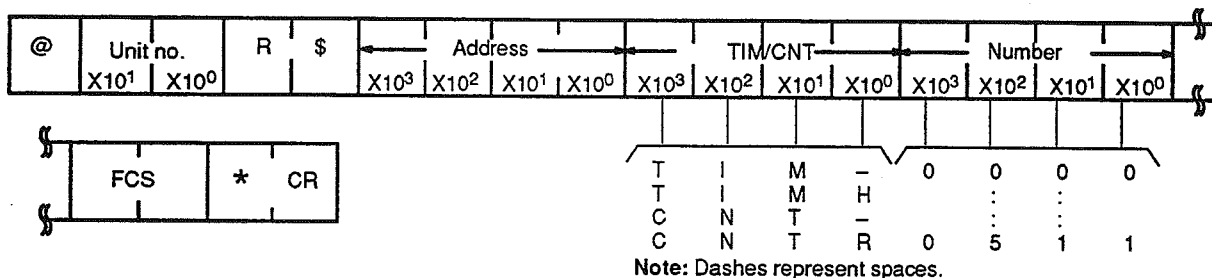 @ Unit no. R $ Address TIM/CNT Number
X10¹ X10⁰ X10³ X10² X10¹ X10⁰ X10³ X10² X10¹ X10⁰ X10³ X10² X10¹ X10⁰
FCS * CR
T I M – 0 0 0 0
T I M H : :
C N T – : :
C N T R 0 5 1 1
Note: Dashes represent spaces.